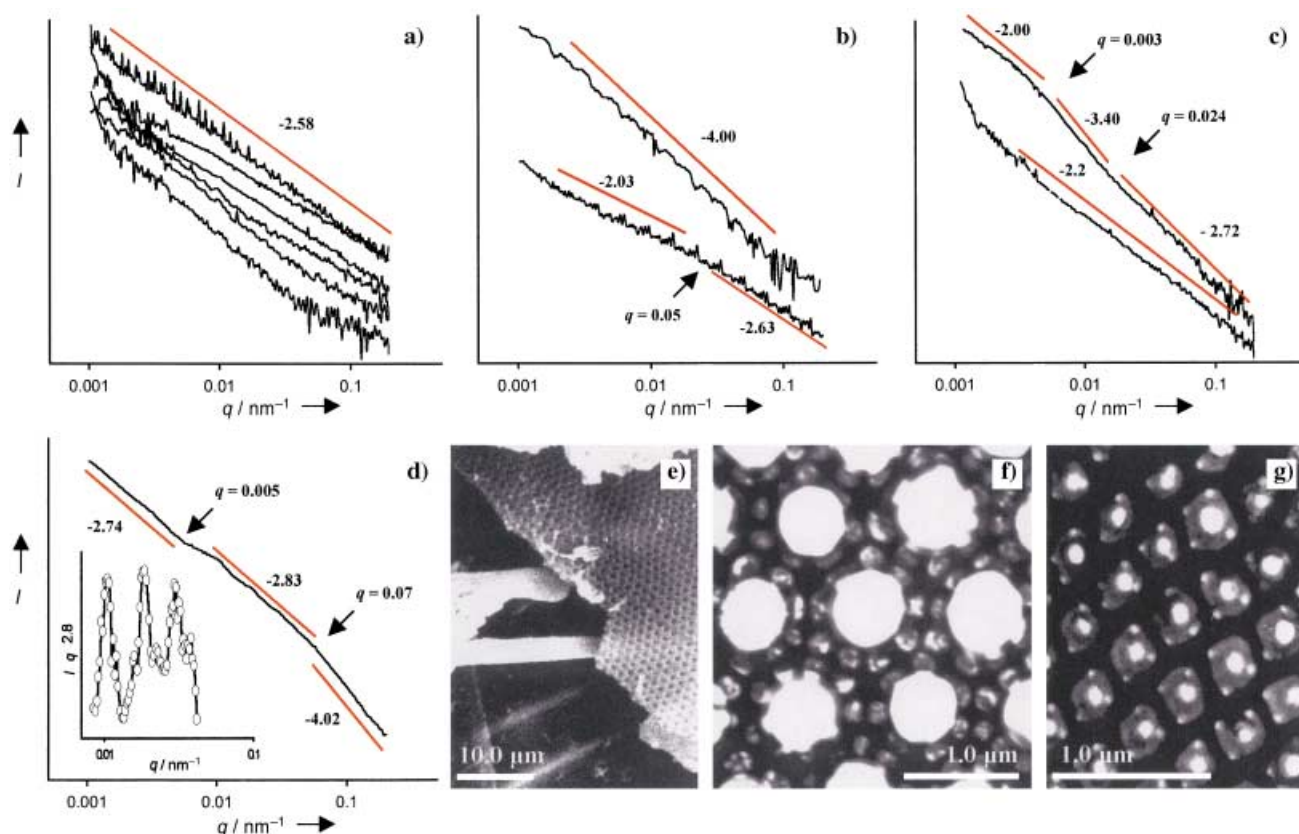 a)
-2.58
I
0.001 0.01 0.1
q / nm⁻¹
b)
-4.00
-2.03
q = 0.05
-2.63
0.001 0.01 0.1
q / nm⁻¹
c)
-2.00
q = 0.003
-3.40
q = 0.024
-2.2
- 2.72
0.001 0.01 0.1
q / nm⁻¹
d)
q = 0.005
-2.74
-2.83
q = 0.07
-4.02
I
I q 2.8
0.01 0.1
q / nm⁻¹
0.001 0.01 0.1
q / nm⁻¹
e)
10.0 µm
f)
1.0 µm
g)
1.0 µm